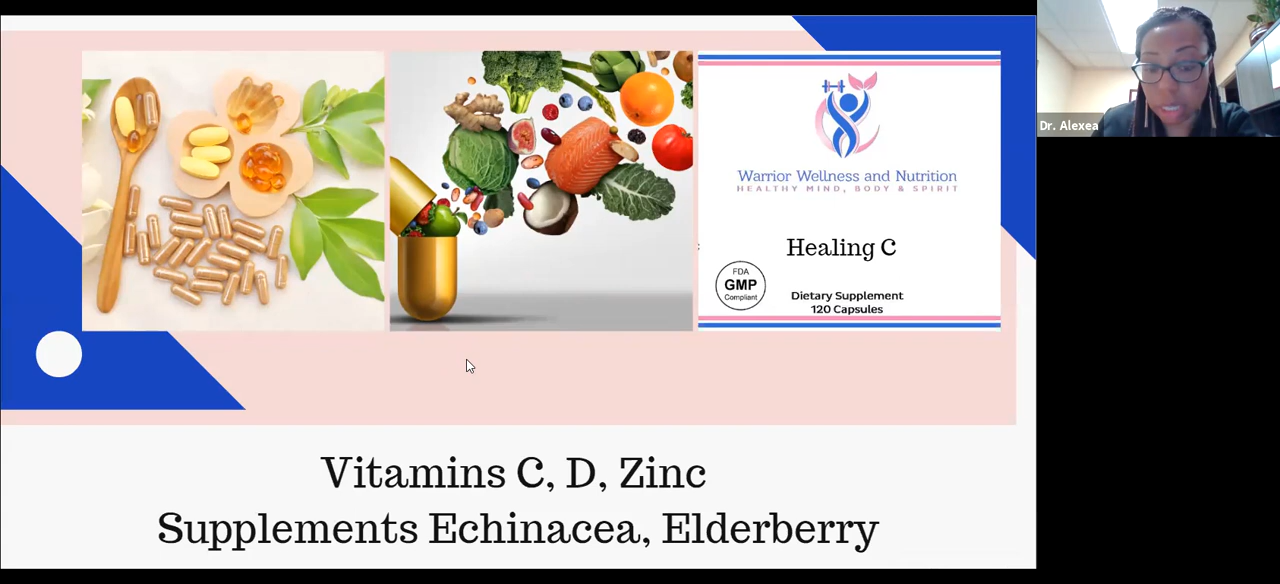 Dr. Alexea
Warrior Wellness and Nutrition
HEALTHY MIND, BODY & SPIRIT
Healing C
FDA
GMP
Compliant
Dietary Supplement
120 Capsules
Vitamins C, D, Zinc
Supplements Echinacea, Elderberry